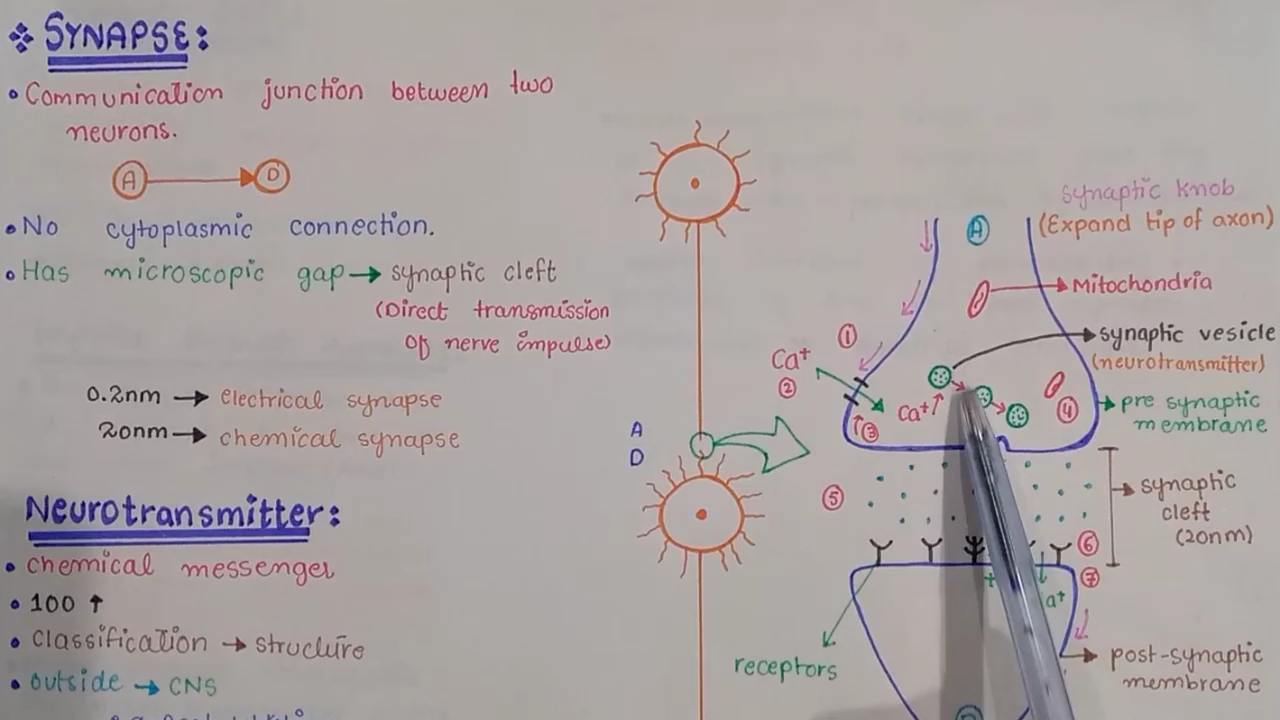 ❖ SYNAPSE:
• Communication junction between two
neurons.
A → D
• No cytoplasmic connection.
• Has microscopic gap → synaptic cleft
(Direct transmission
of nerve impulse)
0.2nm → electrical synapse
20nm → chemical synapse
Neurotransmitter:
• chemical messenger
• 100 ↑
• classification → structure
• outside → CNS
A
D
synaptic knob
(Expand tip of axon)
A
Mitochondria
synaptic vesicle
(neurotransmitter)
①
Ca⁺
②
Ca⁺↑
③
④
pre synaptic
membrane
⑤
synaptic
cleft
(20nm)
⑥
⑦
receptors
post-synaptic
membrane